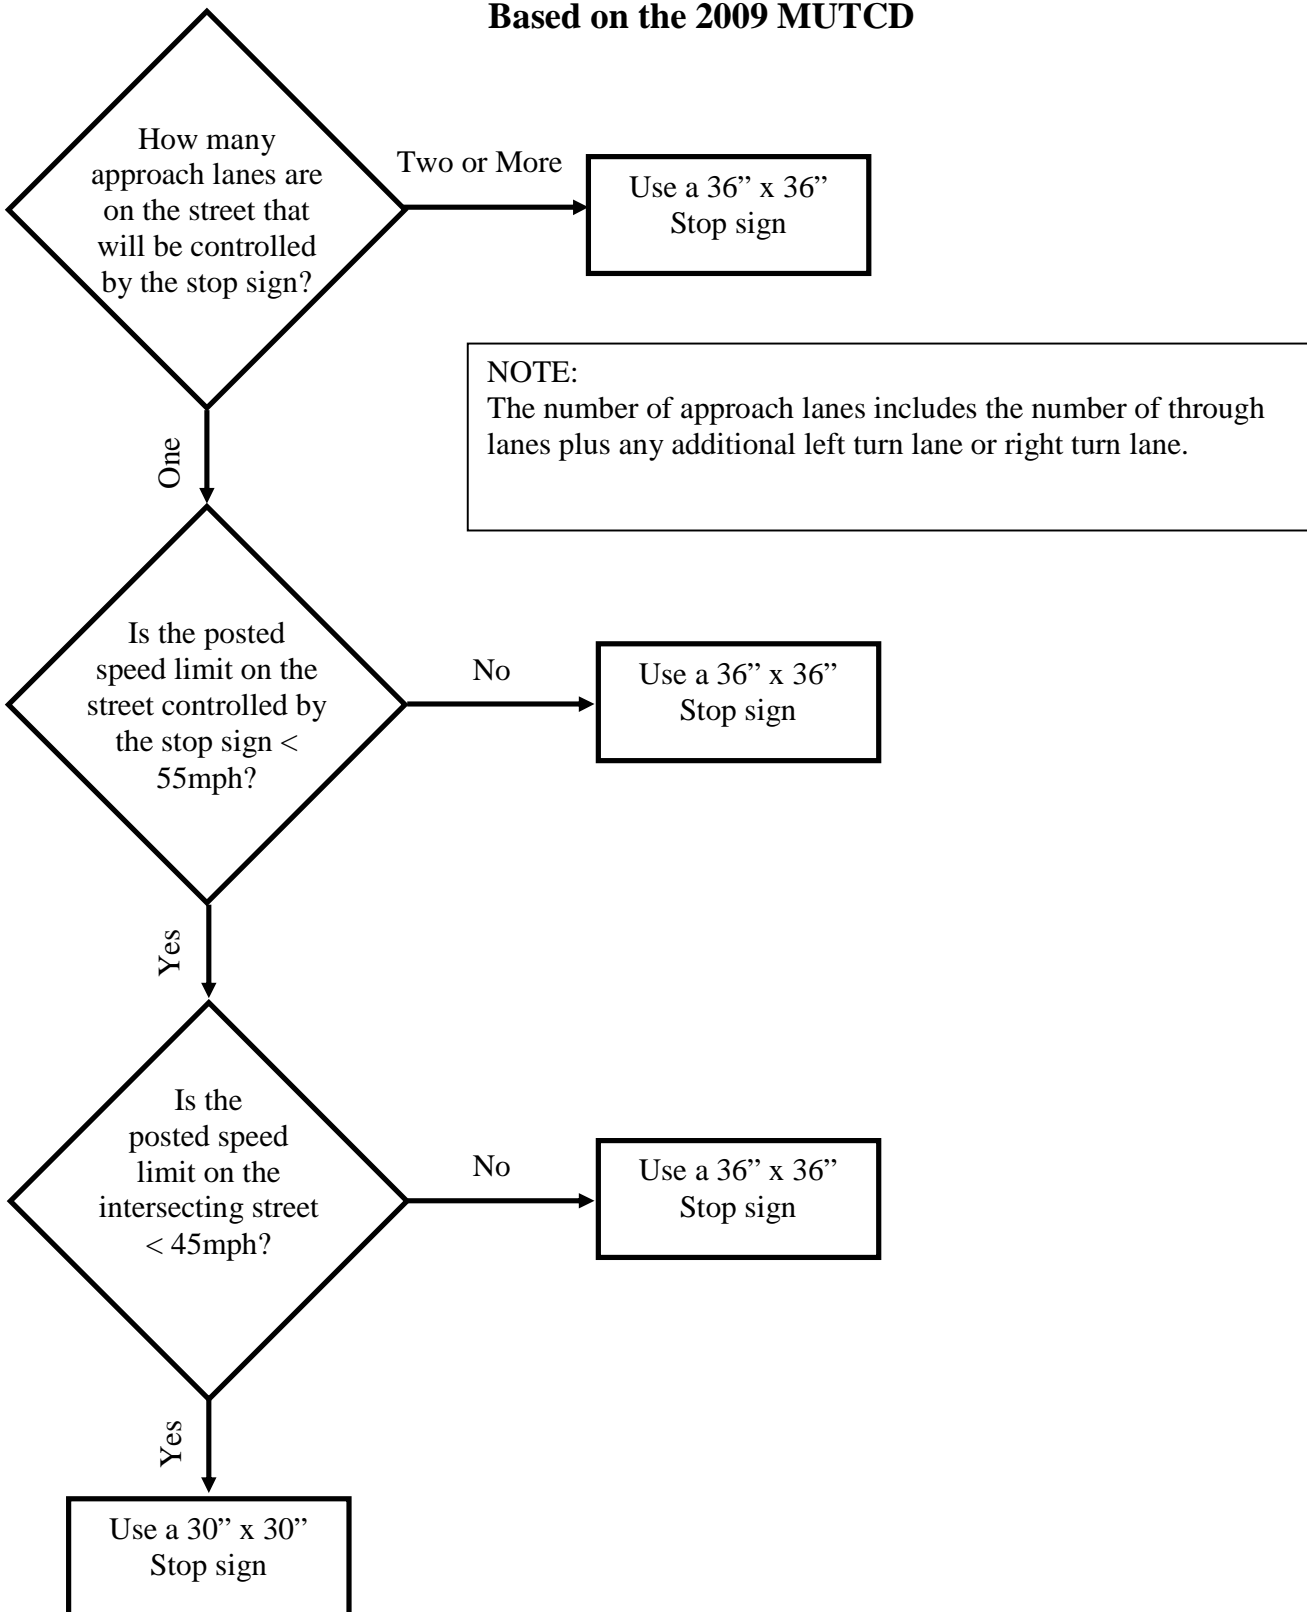 Based on the 2009 MUTCD
How many
approach lanes are
on the street that
will be controlled
by the stop sign?
Two or More
Use a 36” x 36”
Stop sign
NOTE:
The number of approach lanes includes the number of through
lanes plus any additional left turn lane or right turn lane.
One
Is the posted
speed limit on the
street controlled by
the stop sign <
55mph?
No
Use a 36” x 36”
Stop sign
Yes
Is the
posted speed
limit on the
intersecting street
< 45mph?
No
Use a 36” x 36”
Stop sign
Yes
Use a 30” x 30”
Stop sign